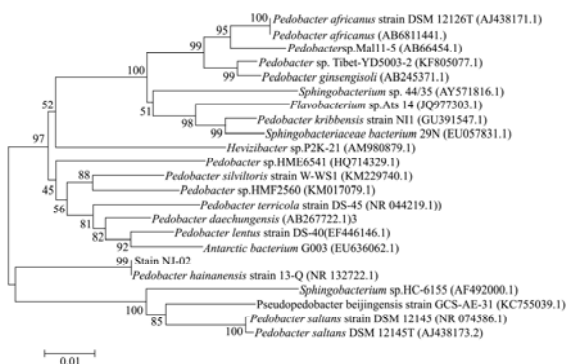 100
Pedobacter africanus strain DSM 12126T (AJ438171.1)
95
Pedobacter africanus (AB6811441.)
99
Pedobactersp.Mal11-5 (AB66454.1)
Pedobacter sp. Tibet-YD5003-2 (KF805077.1)
100
99
Pedobacter ginsengisoli (AB245371.1)
Sphingobacterium sp. 44/35 (AY571816.1)
52
51
Flavobacterium sp.Ats 14 (JQ977303.1)
98
Pedobacter kribbensis strain NI1 (GU391547.1)
99
Sphingobacteriaceae bacterium 29N (EU057831.1)
97
Hevizibacter sp.P2K-21 (AM980879.1)
Pedobacter sp.HME6541 (HQ714329.1)
45
88
Pedobacter silviltoris strain W-WS1 (KM229740.1)
Pedobacter sp.HMF2560 (KM017079.1)
56
Pedobacter terricola strain DS-45 (NR 044219.1))
81
Pedobacter daechungensis (AB267722.1)3
82
Pedobacter lentus strain DS-40(EF446146.1)
92
Antarctic bacterium G003 (EU636062.1)
99
Stain NJ-02
Pedobacter hainanensis strain 13-Q (NR 132722.1)
Sphingobacterium sp.HC-6155 (AF492000.1)
100
Pseudopedobacter beijingensis strain GCS-AE-31 (KC755039.1)
85
Pedobacter saltans strain DSM 12145 (NR 074586.1)
100
Pedobacter saltans DSM 12145T (AJ438173.2)
0.01